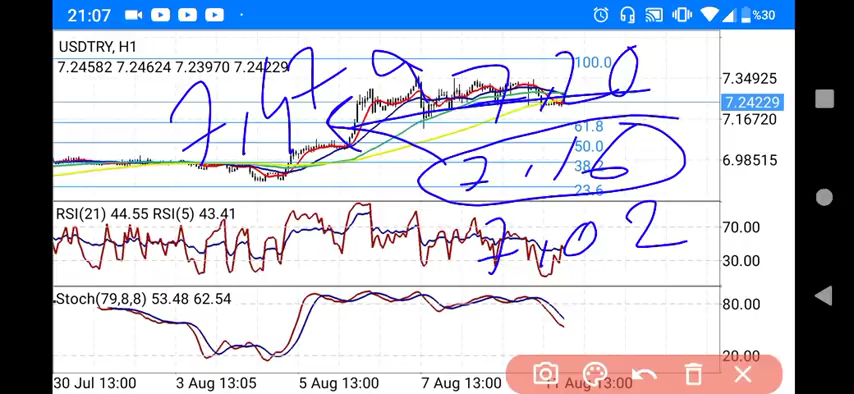 21:07
%30
USDTRY, H1
7.24582 7.24624 7.23970 7.24229
100.0
7.34925
7.24229
7.16720
61.8
50.0
6.98515
38.2
23.6
7,20
7,16
7,02
RSI(21) 44.55 RSI(5) 43.41
70.00
30.00
Stoch(79,8,8) 53.48 62.54
80.00
20.00
30 Jul 13:00
3 Aug 13:05
5 Aug 13:00
7 Aug 13:00
11 Aug 13:00